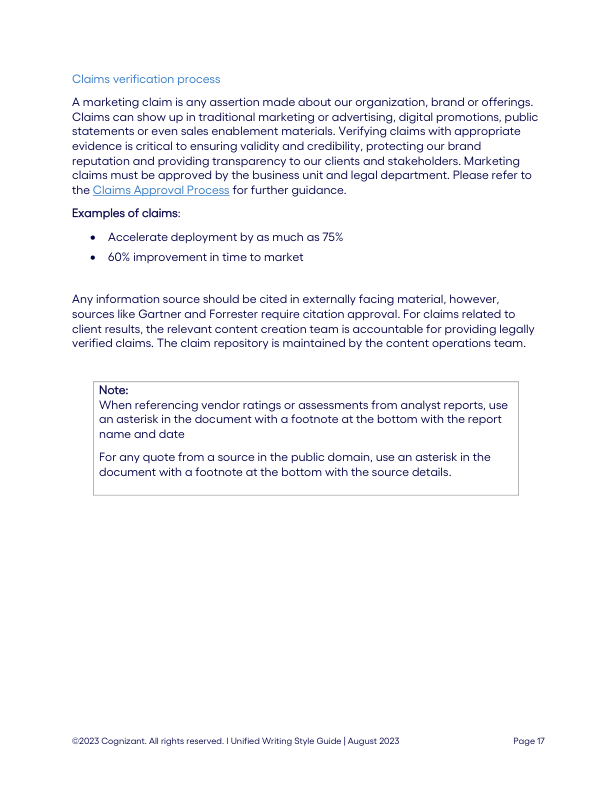 Claims verification process
A marketing claim is any assertion made about our organization, brand or offerings.
Claims can show up in traditional marketing or advertising, digital promotions, public
statements or even sales enablement materials. Verifying claims with appropriate
evidence is critical to ensuring validity and credibility, protecting our brand
reputation and providing transparency to our clients and stakeholders. Marketing
claims must be approved by the business unit and legal department. Please refer to
the Claims Approval Process for further guidance.
Examples of claims:
• Accelerate deployment by as much as 75%
• 60% improvement in time to market
Any information source should be cited in externally facing material, however,
sources like Gartner and Forrester require citation approval. For claims related to
client results, the relevant content creation team is accountable for providing legally
verified claims. The claim repository is maintained by the content operations team.
Note:
When referencing vendor ratings or assessments from analyst reports, use
an asterisk in the document with a footnote at the bottom with the report
name and date
For any quote from a source in the public domain, use an asterisk in the
document with a footnote at the bottom with the source details.
©2023 Cognizant. All rights reserved. I Unified Writing Style Guide | August 2023 Page 17